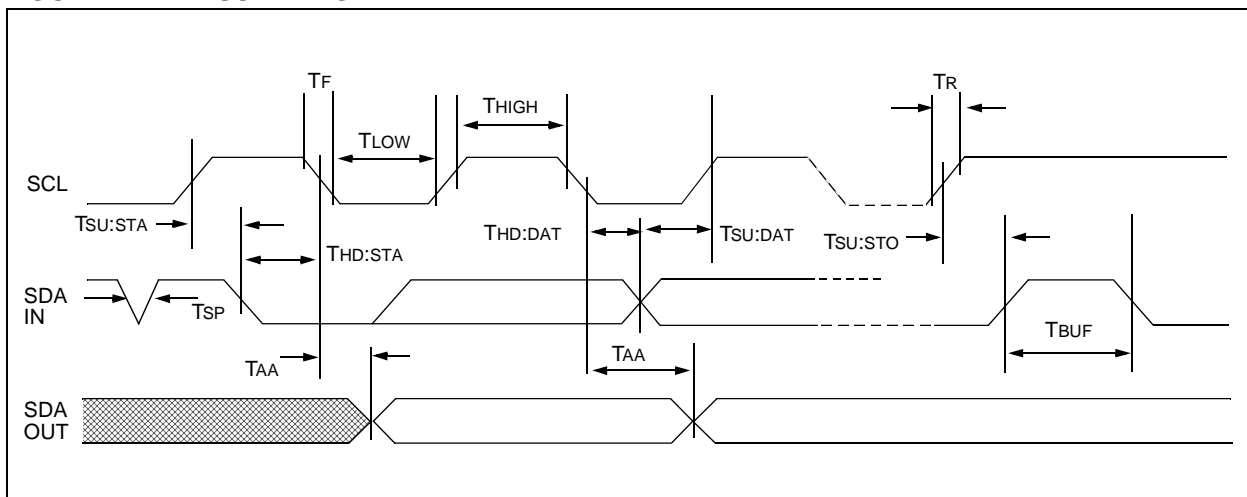 TF
TR
THIGH
TLOW
SCL
TSU:STA
THD:STA
THD:DAT
TSU:DAT
TSU:STO
SDA
IN
TSP
TBUF
TAA
TAA
SDA
OUT